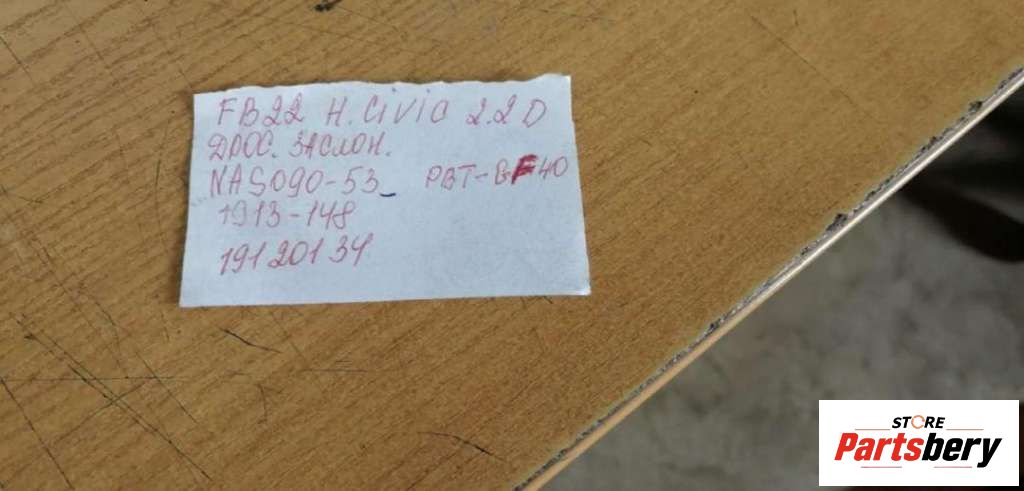 FB22 H. CIVIC 2.2D
ДРОС. ЗАСЛОН.
NAS090-53_ PBT-GF40
1913-148
19120134
STORE
Partsbery